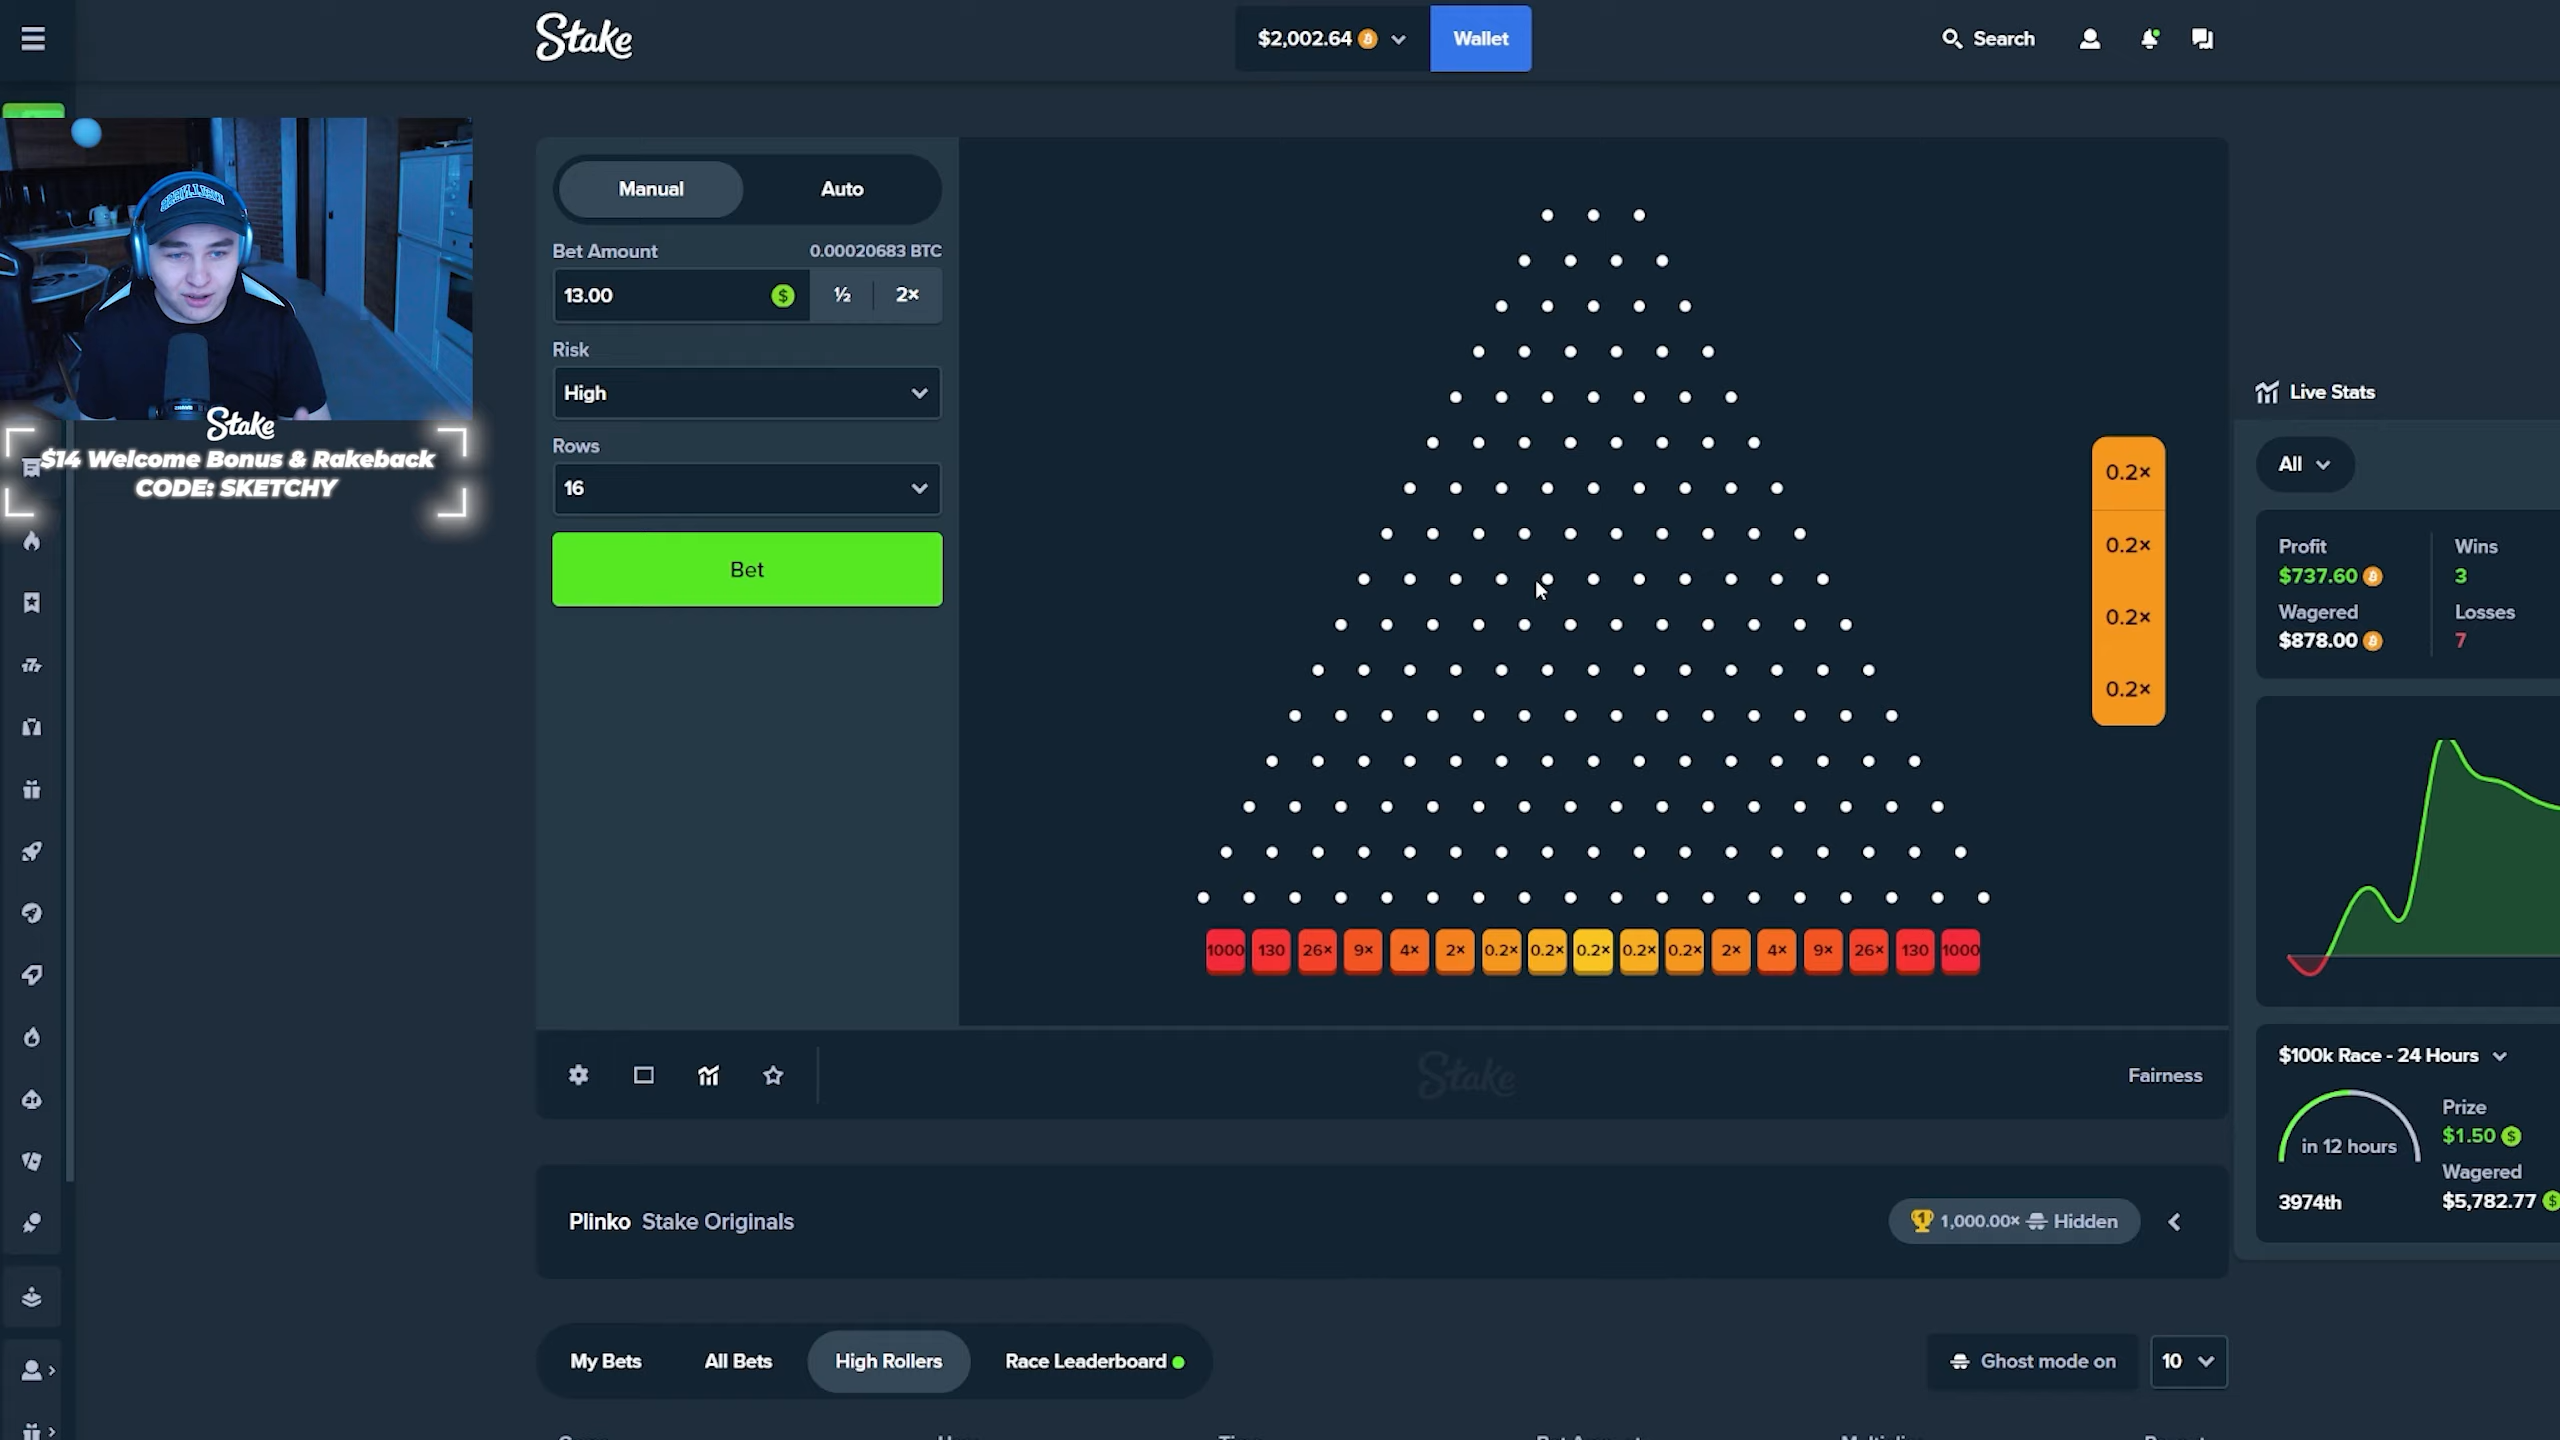 Stake
$2,002.64
Wallet
Search
Manual
Auto
Bet Amount
0.00020683 BTC
13.00
½
2×
Risk
High
Rows
16
Bet
Stake
$14 Welcome Bonus & Rakeback
CODE: SKETCHY
0.2×
0.2×
0.2×
0.2×
1000 130 26× 9× 4× 2× 0.2× 0.2× 0.2× 0.2× 0.2× 2× 4× 9× 26× 130 1000
Live Stats
All
Profit
Wins
$737.60
3
Wagered
Losses
$878.00
7
$100k Race - 24 Hours
in 12 hours
Prize
$1.50
Wagered
3974th
$5,782.77
Stake
Fairness
Plinko Stake Originals
1,000.00× Hidden
My Bets
All Bets
High Rollers
Race Leaderboard
Ghost mode on
10